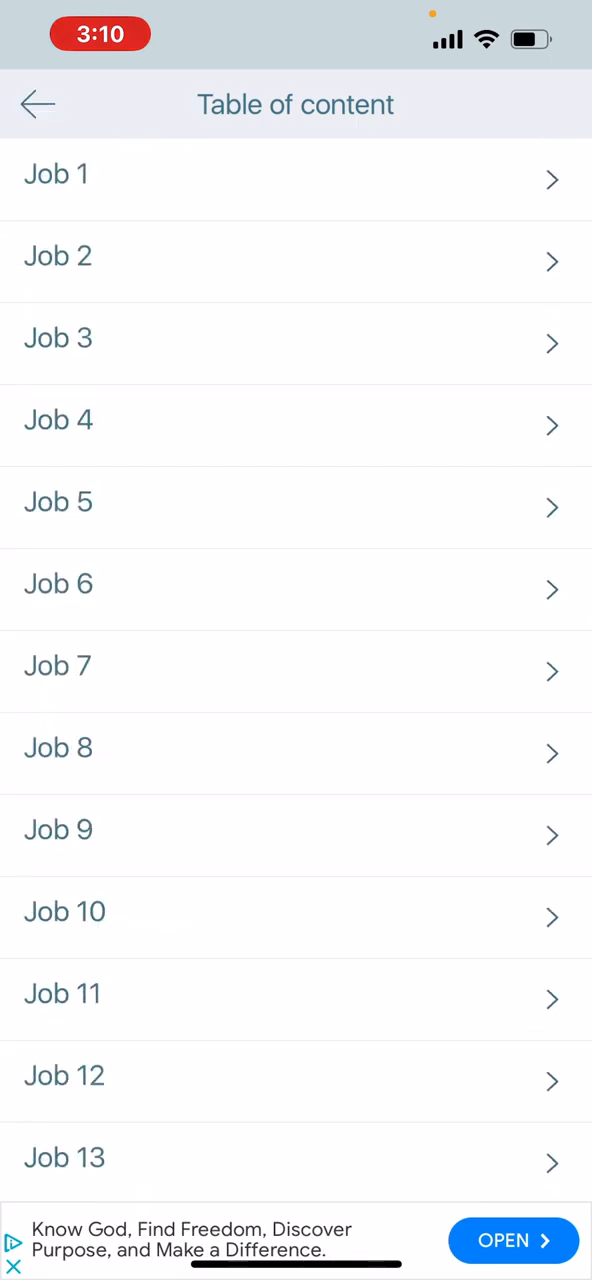 3:10
Table of content
Job 1
Job 2
Job 3
Job 4
Job 5
Job 6
Job 7
Job 8
Job 9
Job 10
Job 11
Job 12
Job 13
Know God, Find Freedom, Discover
Purpose, and Make a Difference.
OPEN